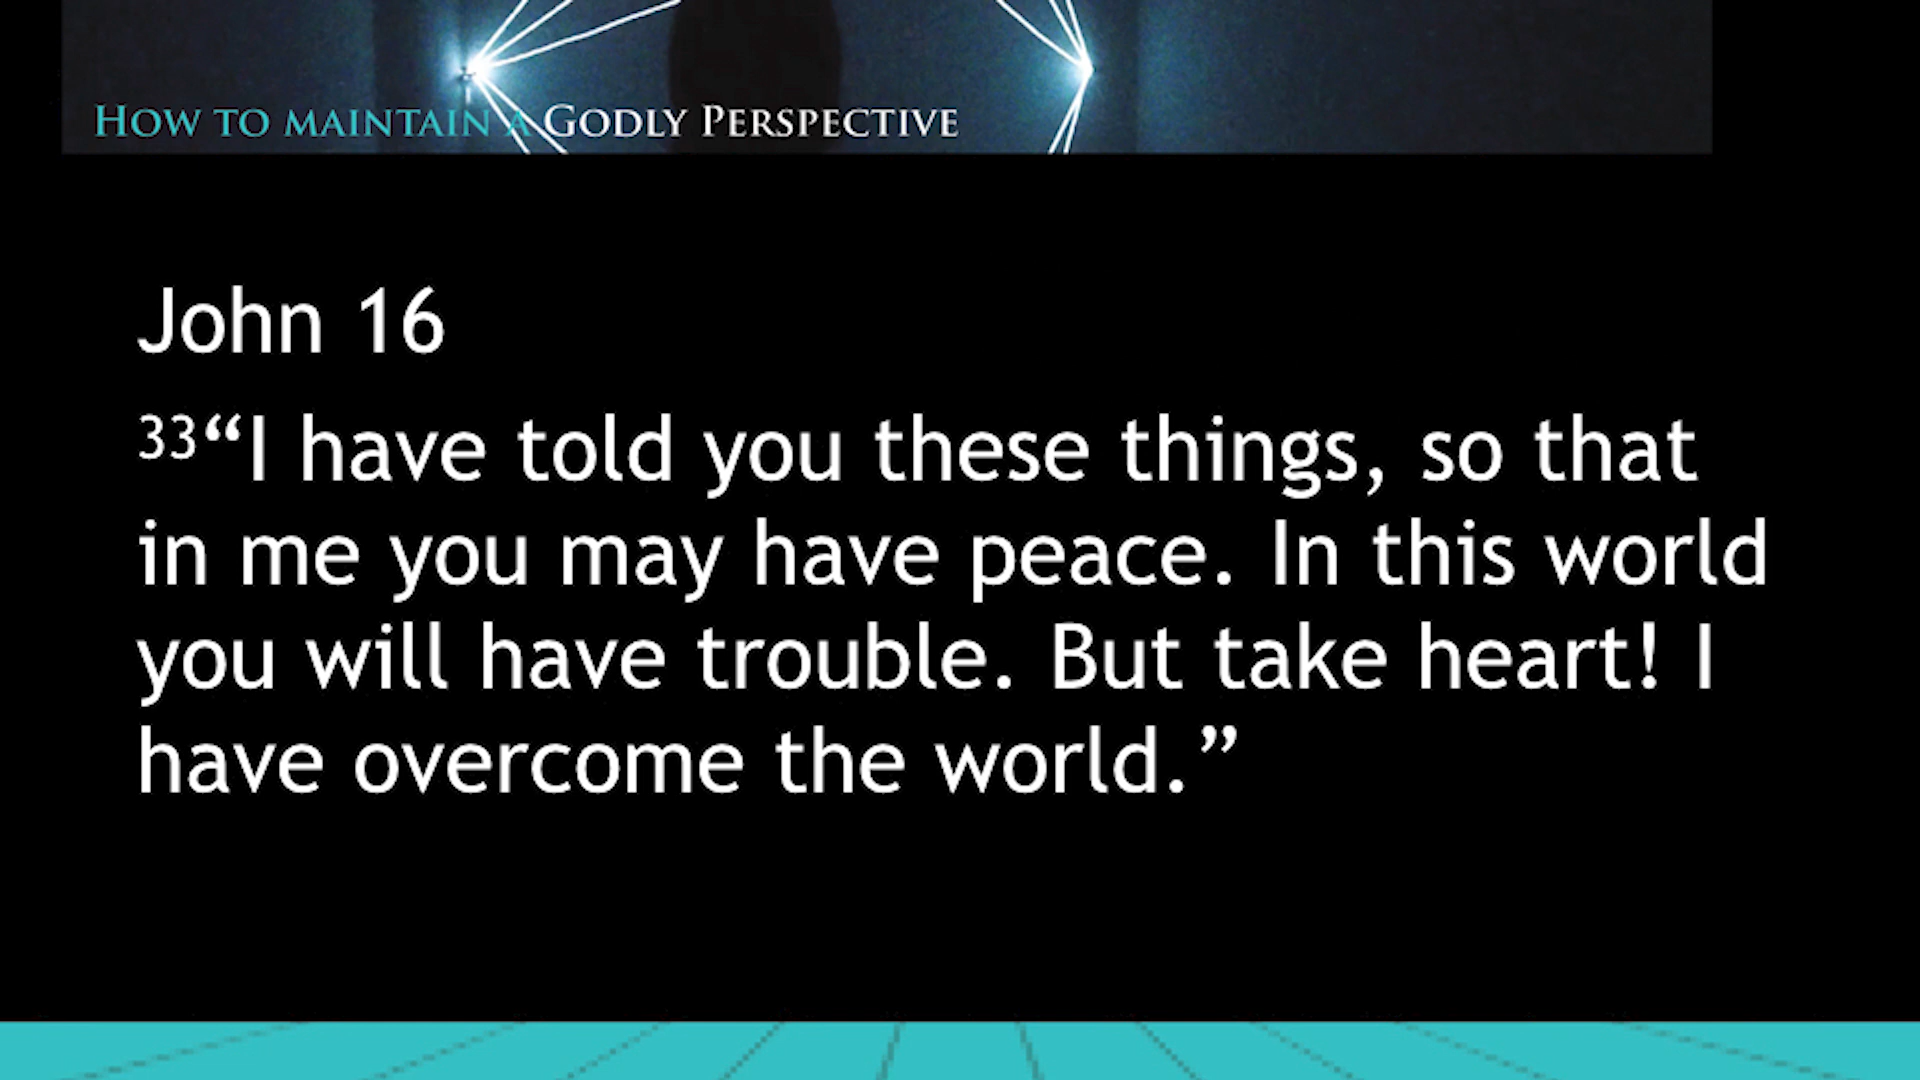 How to maintain a Godly Perspective
John 16
33“I have told you these things, so that
in me you may have peace. In this world
you will have trouble. But take heart! I
have overcome the world.”